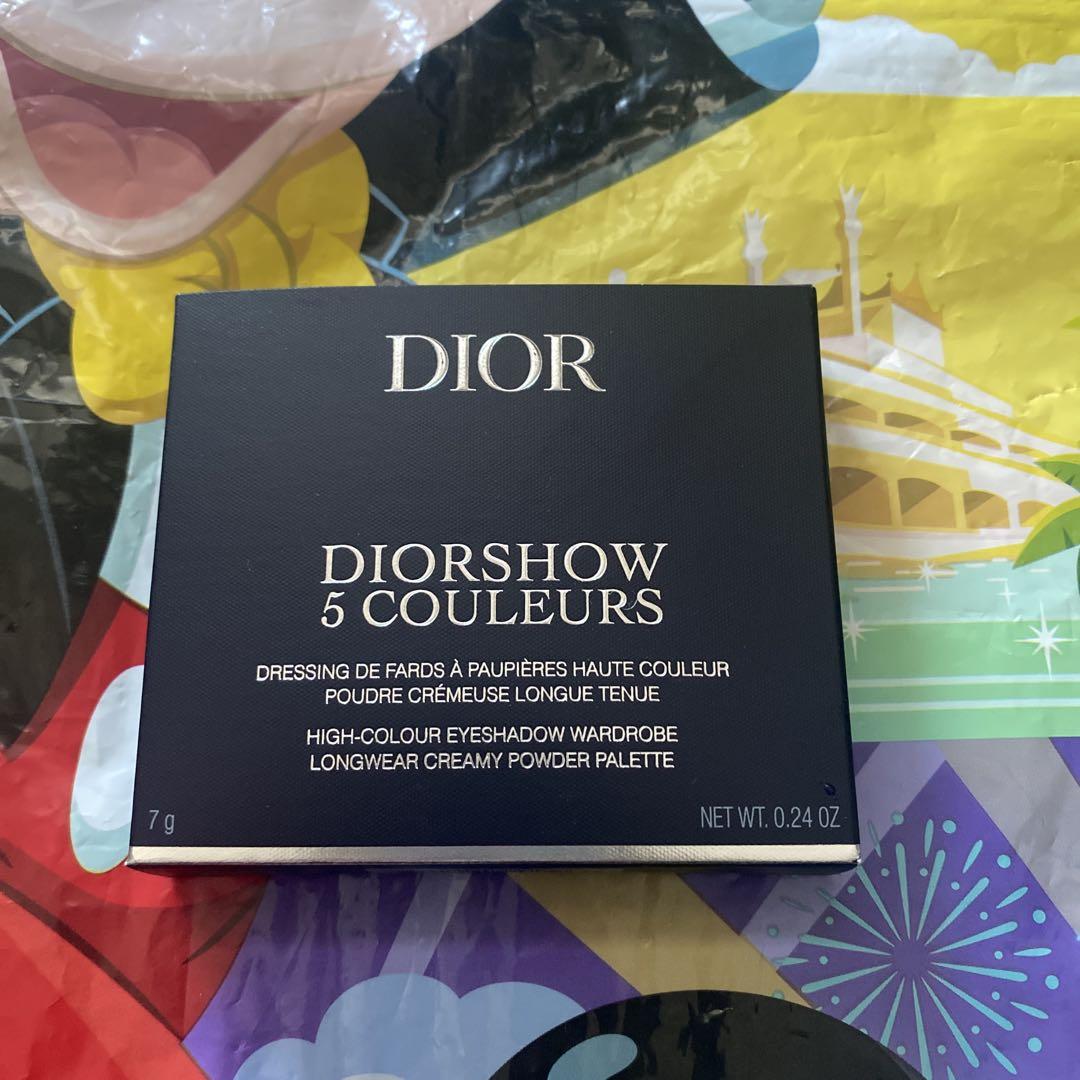 DIOR
DIORSHOW
5 COULEURS
DRESSING DE FARDS À PAUPIÈRES HAUTE COULEUR
POUDRE CRÉMEUSE LONGUE TENUE
HIGH-COLOUR EYESHADOW WARDROBE
LONGWEAR CREAMY POWDER PALETTE
7 g
NET WT. 0.24 OZ